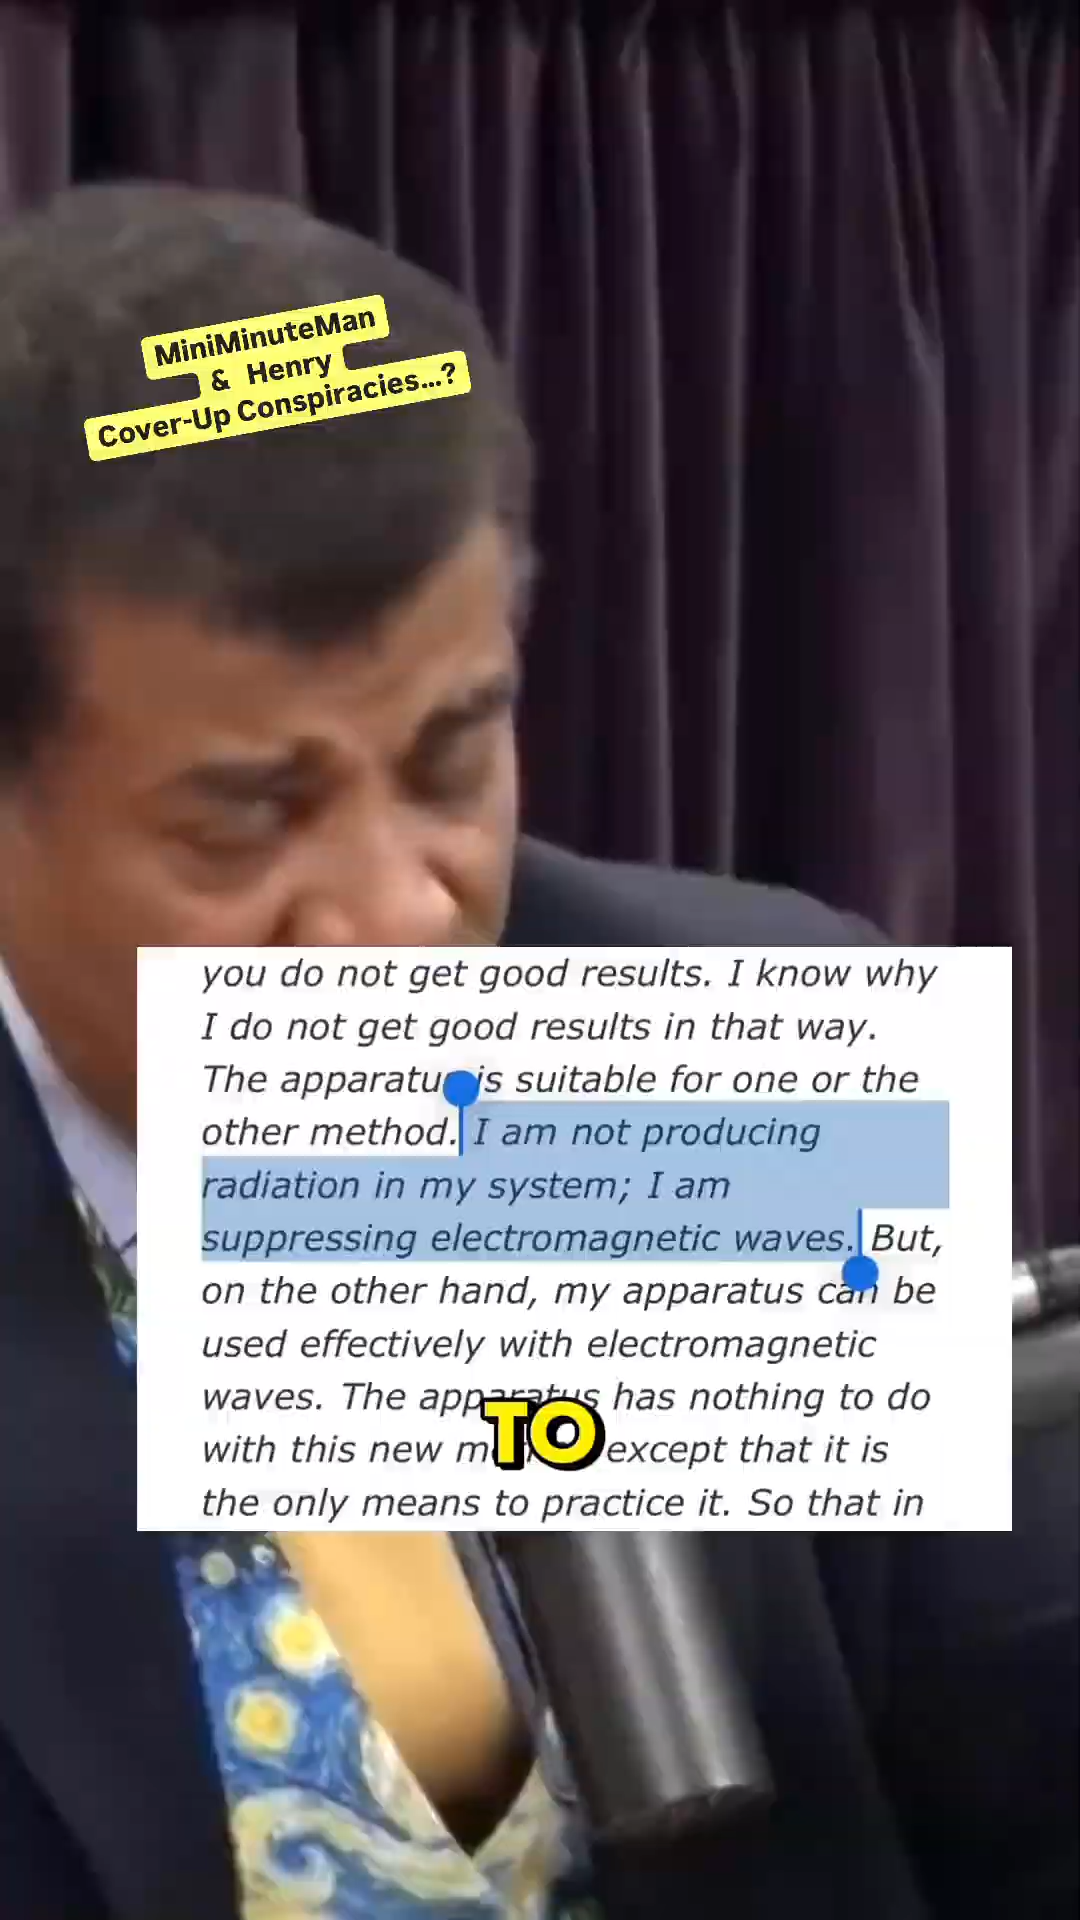 MiniMinuteMan
& Henry
Cover-Up Conspiracies...?
you do not get good results. I know why
I do not get good results in that way.
The apparatus is suitable for one or the
other method. I am not producing
radiation in my system; I am
suppressing electromagnetic waves. But,
on the other hand, my apparatus can be
used effectively with electromagnetic
waves. The apparatus has nothing to do
with this new except that it is
TO
the only means to practice it. So that in